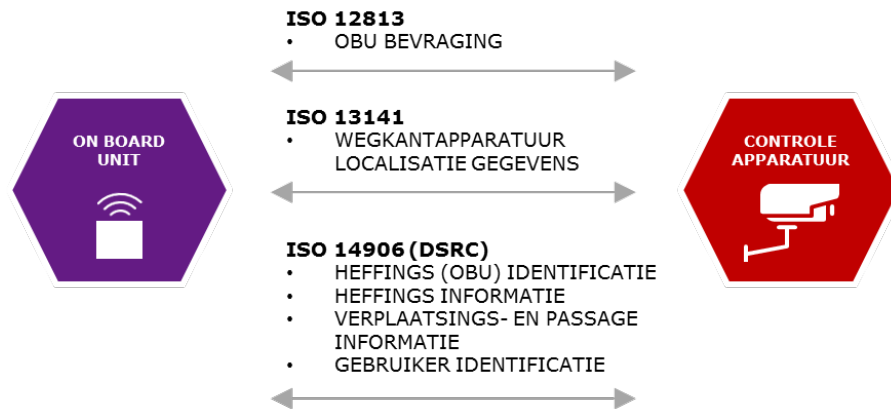 ISO 12813
• OBU BEVRAGING
ISO 13141
• WEGKANTAPPARATUUR
LOCALISATIE GEGEVENS
ON BOARD
UNIT
CONTROLE
APPARATUUR
ISO 14906 (DSRC)
• HEFFINGS (OBU) IDENTIFICATIE
• HEFFINGS INFORMATIE
• VERPLAATSINGS- EN PASSAGE
INFORMATIE
• GEBRUIKER IDENTIFICATIE